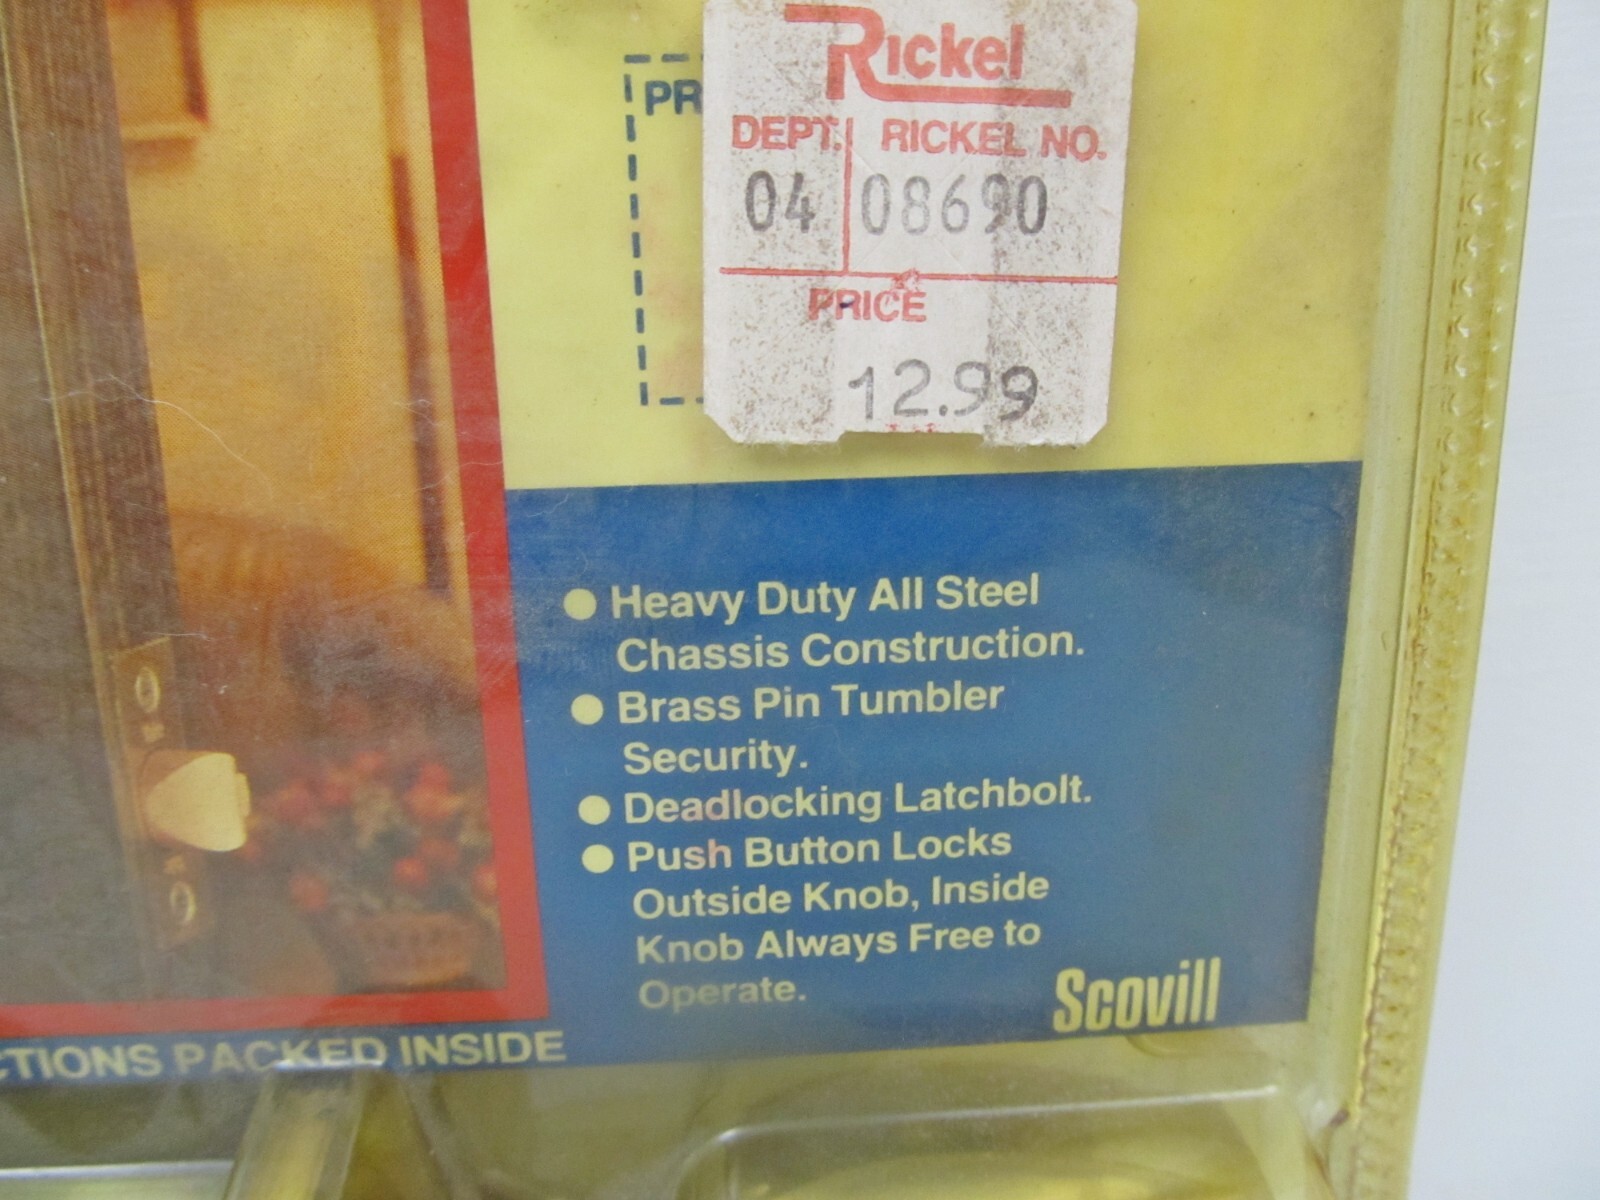 Rickel
PR
DEPT. RICKEL NO.
04 08690
PRICE
12.99
● Heavy Duty All Steel
Chassis Construction.
● Brass Pin Tumbler
Security.
● Deadlocking Latchbolt.
● Push Button Locks
Outside Knob, Inside
Knob Always Free to
Operate.
Scovill
CTIONS PACKED INSIDE